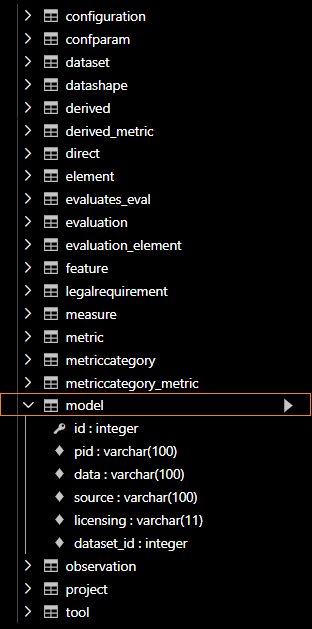 configuration
confparam
dataset
datashape
derived
derived_metric
direct
element
evaluates_eval
evaluation
evaluation_element
feature
legalrequirement
measure
metric
metriccategory
metriccategory_metric
model
id : integer
pid : varchar(100)
data : varchar(100)
source : varchar(100)
licensing : varchar(11)
dataset_id : integer
observation
project
tool